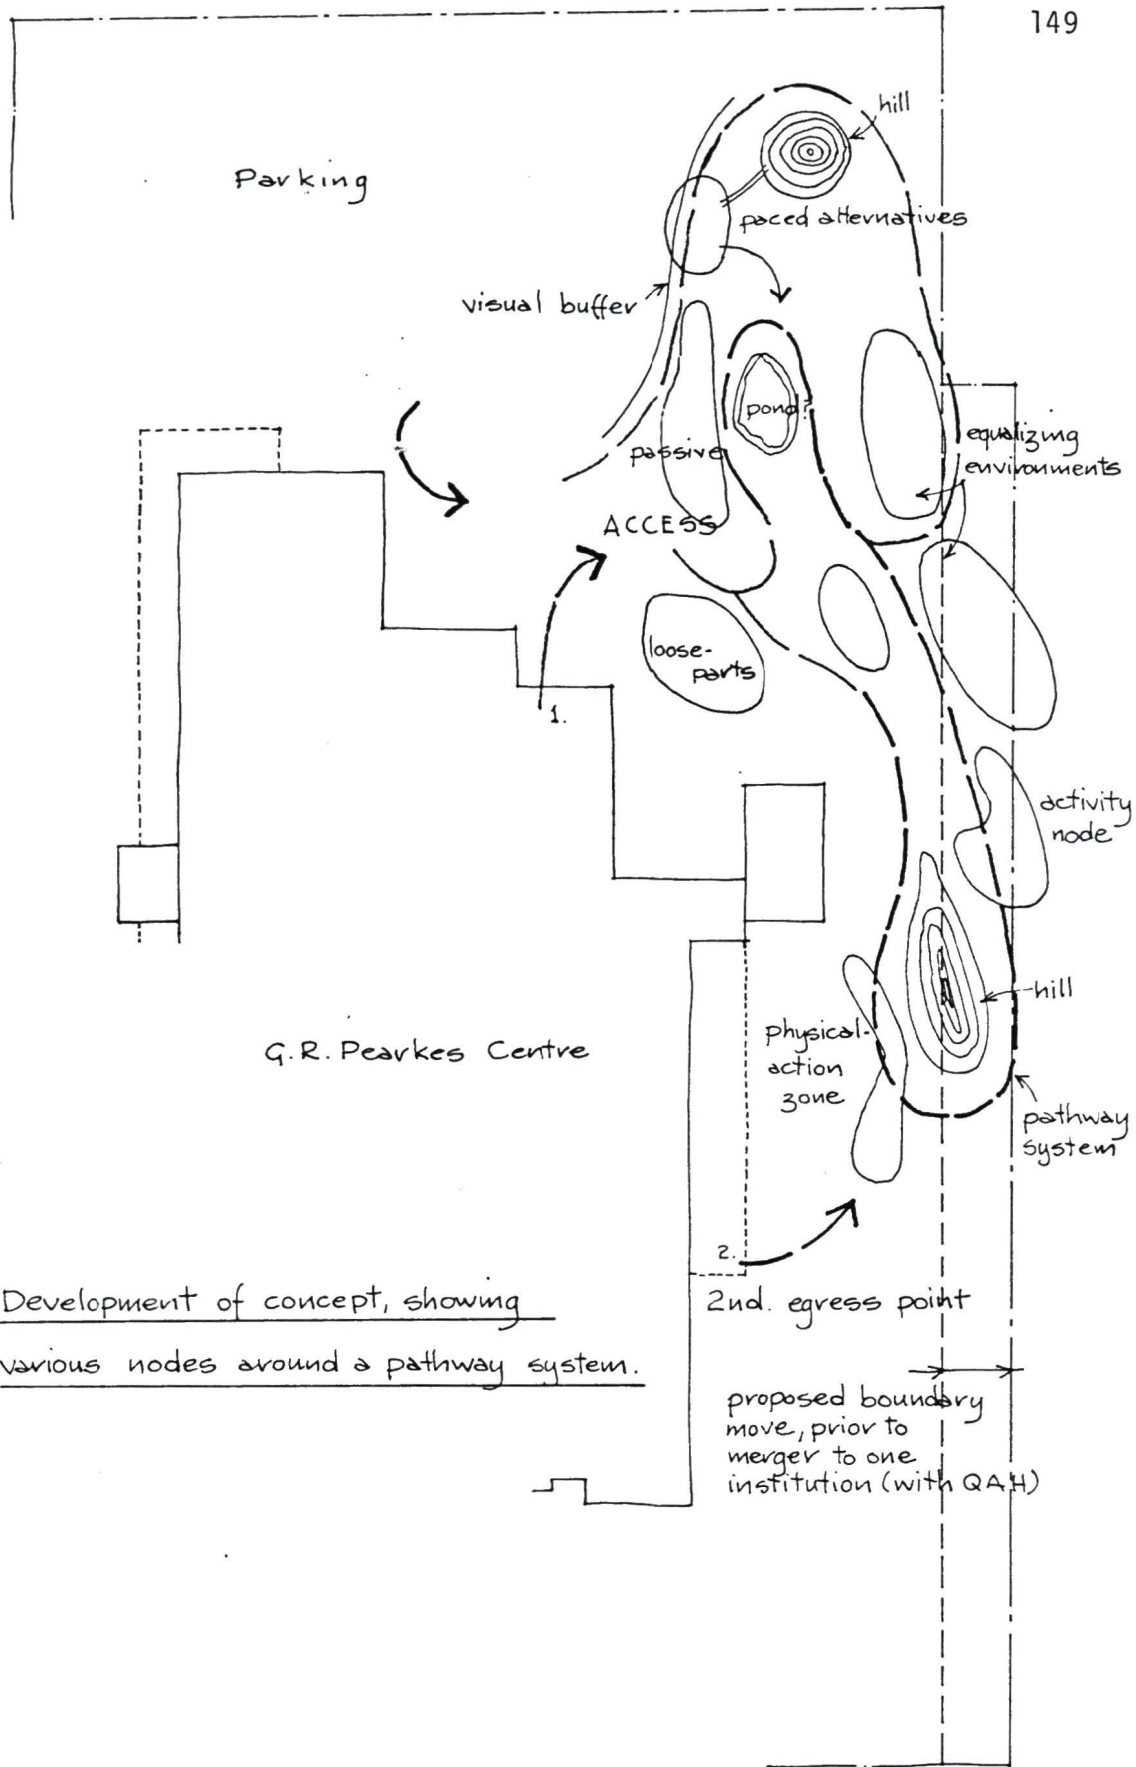 149
hill
Parking
paced alternatives
visual buffer
pond?
passive
equalizing
environments
ACCESS
loose-
parts
1.
activity
node
hill
G.R. Pearkes Centre
physical-
action
zone
pathway
system
2.
Development of concept, showing
various nodes around a pathway system.
2nd. egress point
proposed boundary
move, prior to
merger to one
institution (with QAH)